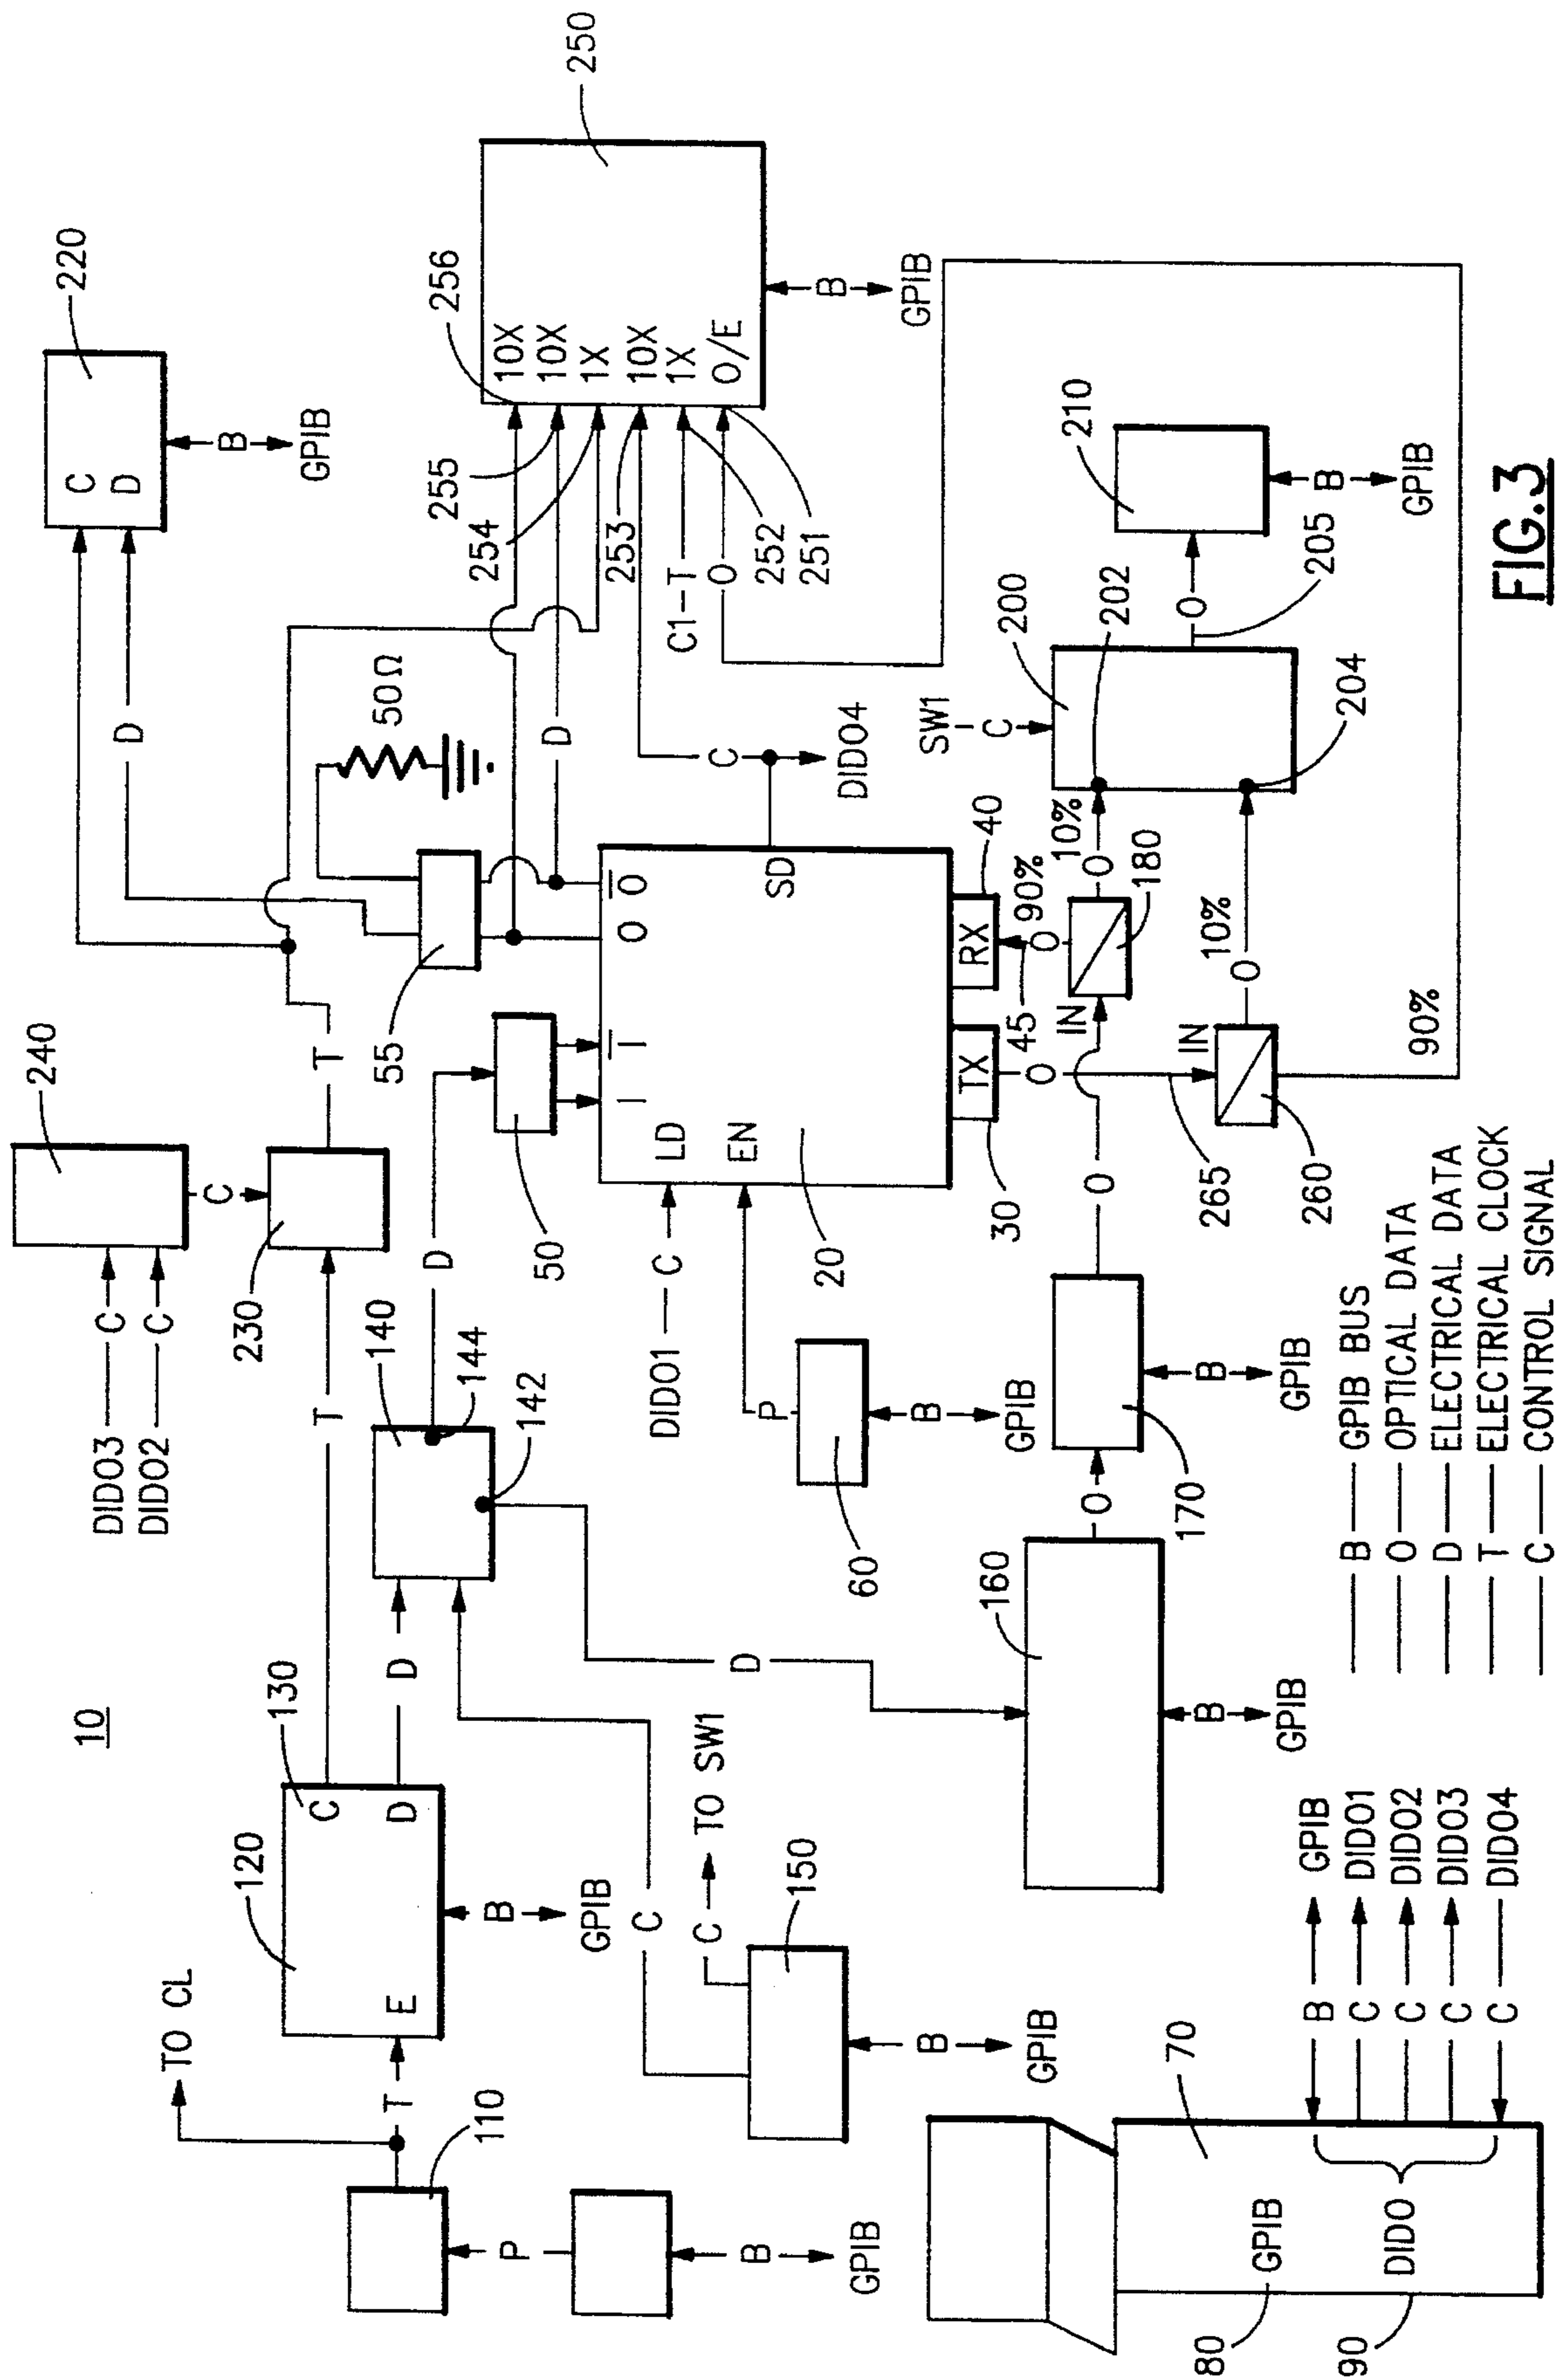 10
TO CL
110
T
P
B
GPIB
120
130
C
D
E
B
GPIB
T
D
C
C
TO SW1
150
B
GPIB
DIDO3
C
DIDO2
C
240
C
230
T
140
144
142
D
D
50
I
I
55
50Ω
D
220
C
D
B
GPIB
250
256
255
254
253
252
251
10X
10X
1X
10X
1X
O/E
B
GPIB
D
C
C1
T
O
DIDO4
DIDO1
C
LD
EN
O
O
SD
20
TX
RX
30
40
45
60
P
B
GPIB
160
B
GPIB
O
170
B
GPIB
O
IN
180
O
90%
O
10%
O
265
IN
260
O
10%
90%
SW1
C
200
202
204
205
O
210
B
GPIB
70
80
GPIB
90
DIDO
B
GPIB
C
DIDO1
C
DIDO2
C
DIDO3
C
DIDO4
B GPIB BUS
O OPTICAL DATA
D ELECTRICAL DATA
T ELECTRICAL CLOCK
C CONTROL SIGNAL
FIG.3